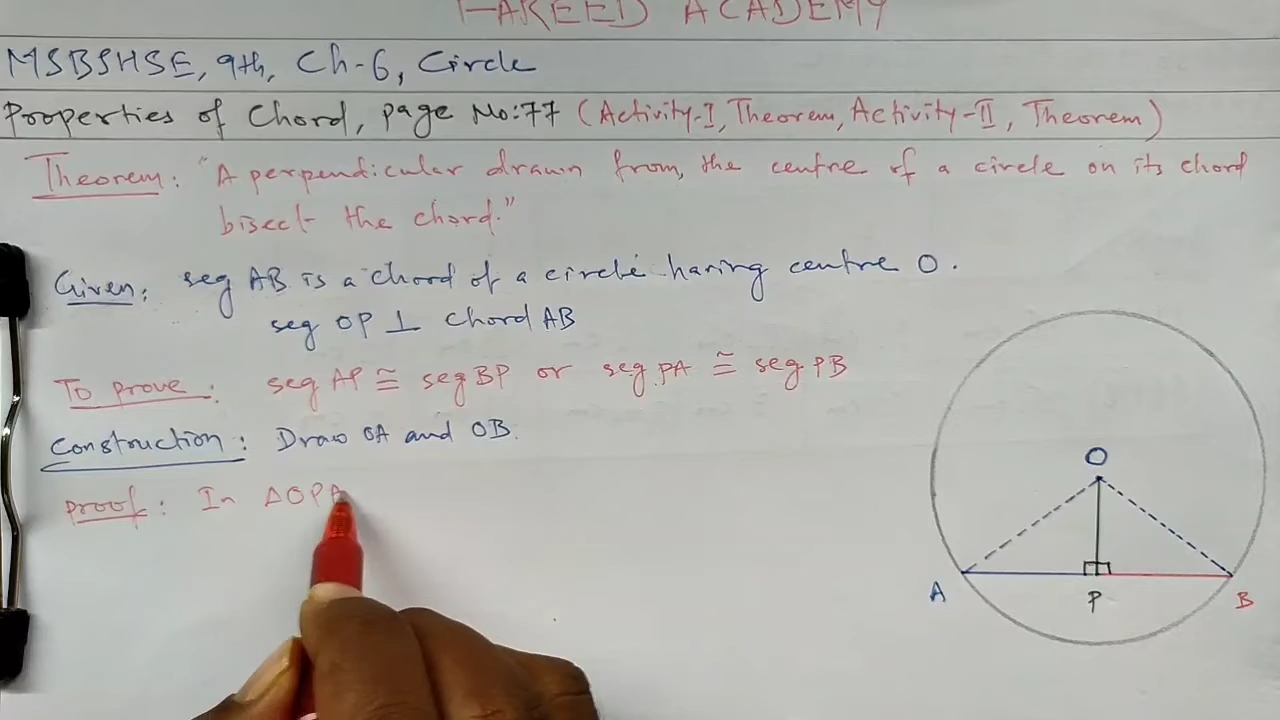 FAREED ACADEMY
MSBSHSE, 9th, Ch-6, Circle
Properties of Chord, page No:77 (Activity-I, Theorem, Activity-II, Theorem)
Theorem: "A perpendicular drawn from, the centre of a circle on its chord
bisect the chord."
Given: seg AB is a chord of a circle having centre O.
seg OP ⊥ chord AB
To prove: seg AP ≅ seg BP or seg PA ≅ seg PB
Construction: Draw OA and OB.
Proof: In ΔOPA
O
A P B